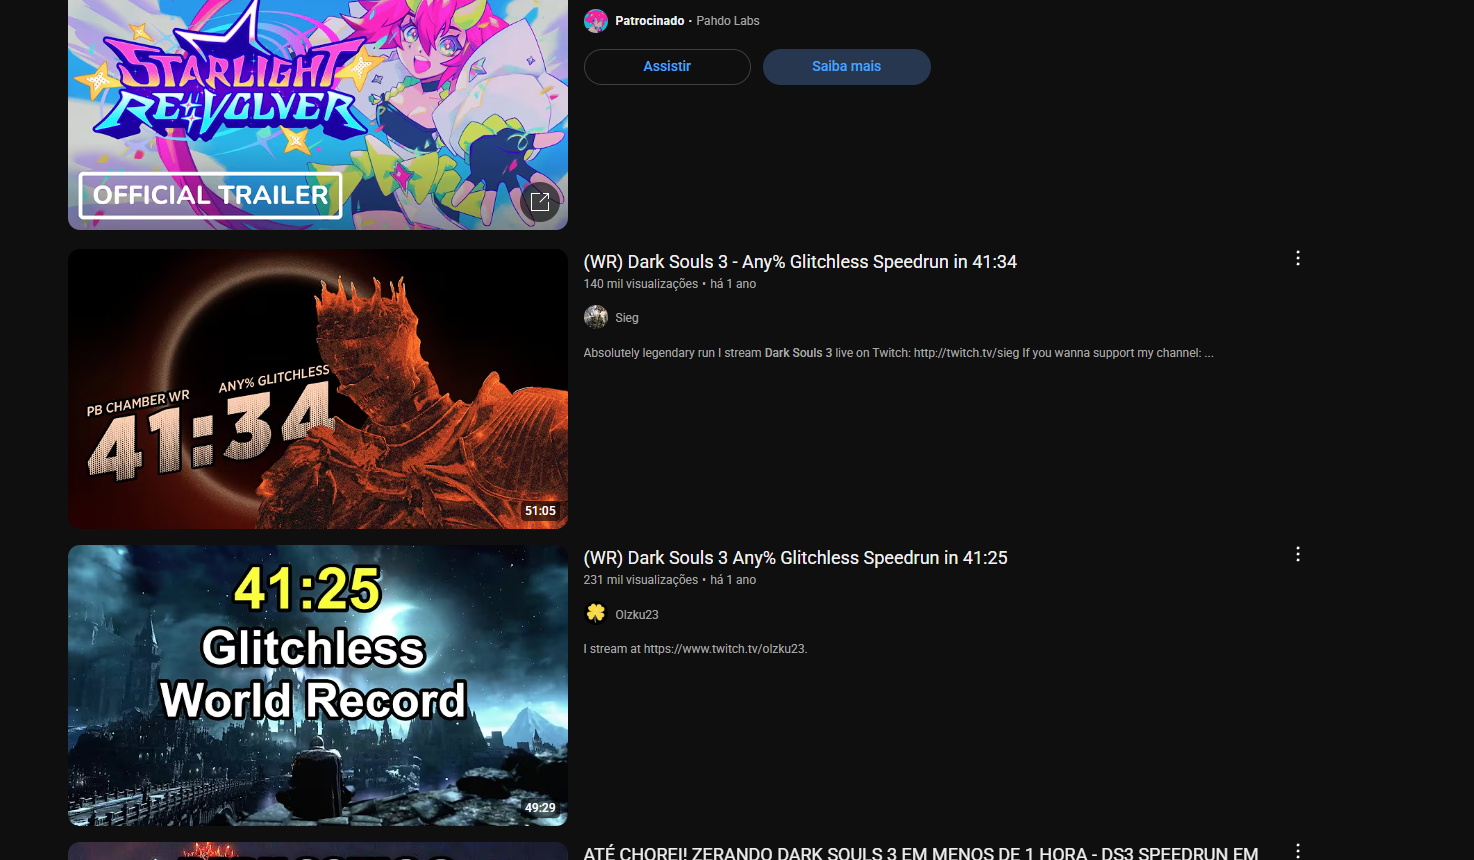 STARLIGHT
RE:VOLVER
OFFICIAL TRAILER
Patrocinado • Pahdo Labs
Assistir
Saiba mais
PB CHAMBER WR
ANY% GLITCHLESS
41:34
51:05
(WR) Dark Souls 3 - Any% Glitchless Speedrun in 41:34
140 mil visualizações • há 1 ano
Sieg
Absolutely legendary run I stream Dark Souls 3 live on Twitch: http://twitch.tv/sieg If you wanna support my channel: ...
41:25
Glitchless
World Record
49:29
(WR) Dark Souls 3 Any% Glitchless Speedrun in 41:25
231 mil visualizações • há 1 ano
Olzku23
I stream at https://www.twitch.tv/olzku23.
ATÉ CHOREI! ZERANDO DARK SOULS 3 EM MENOS DE 1 HORA - DS3 SPEEDRUN EM